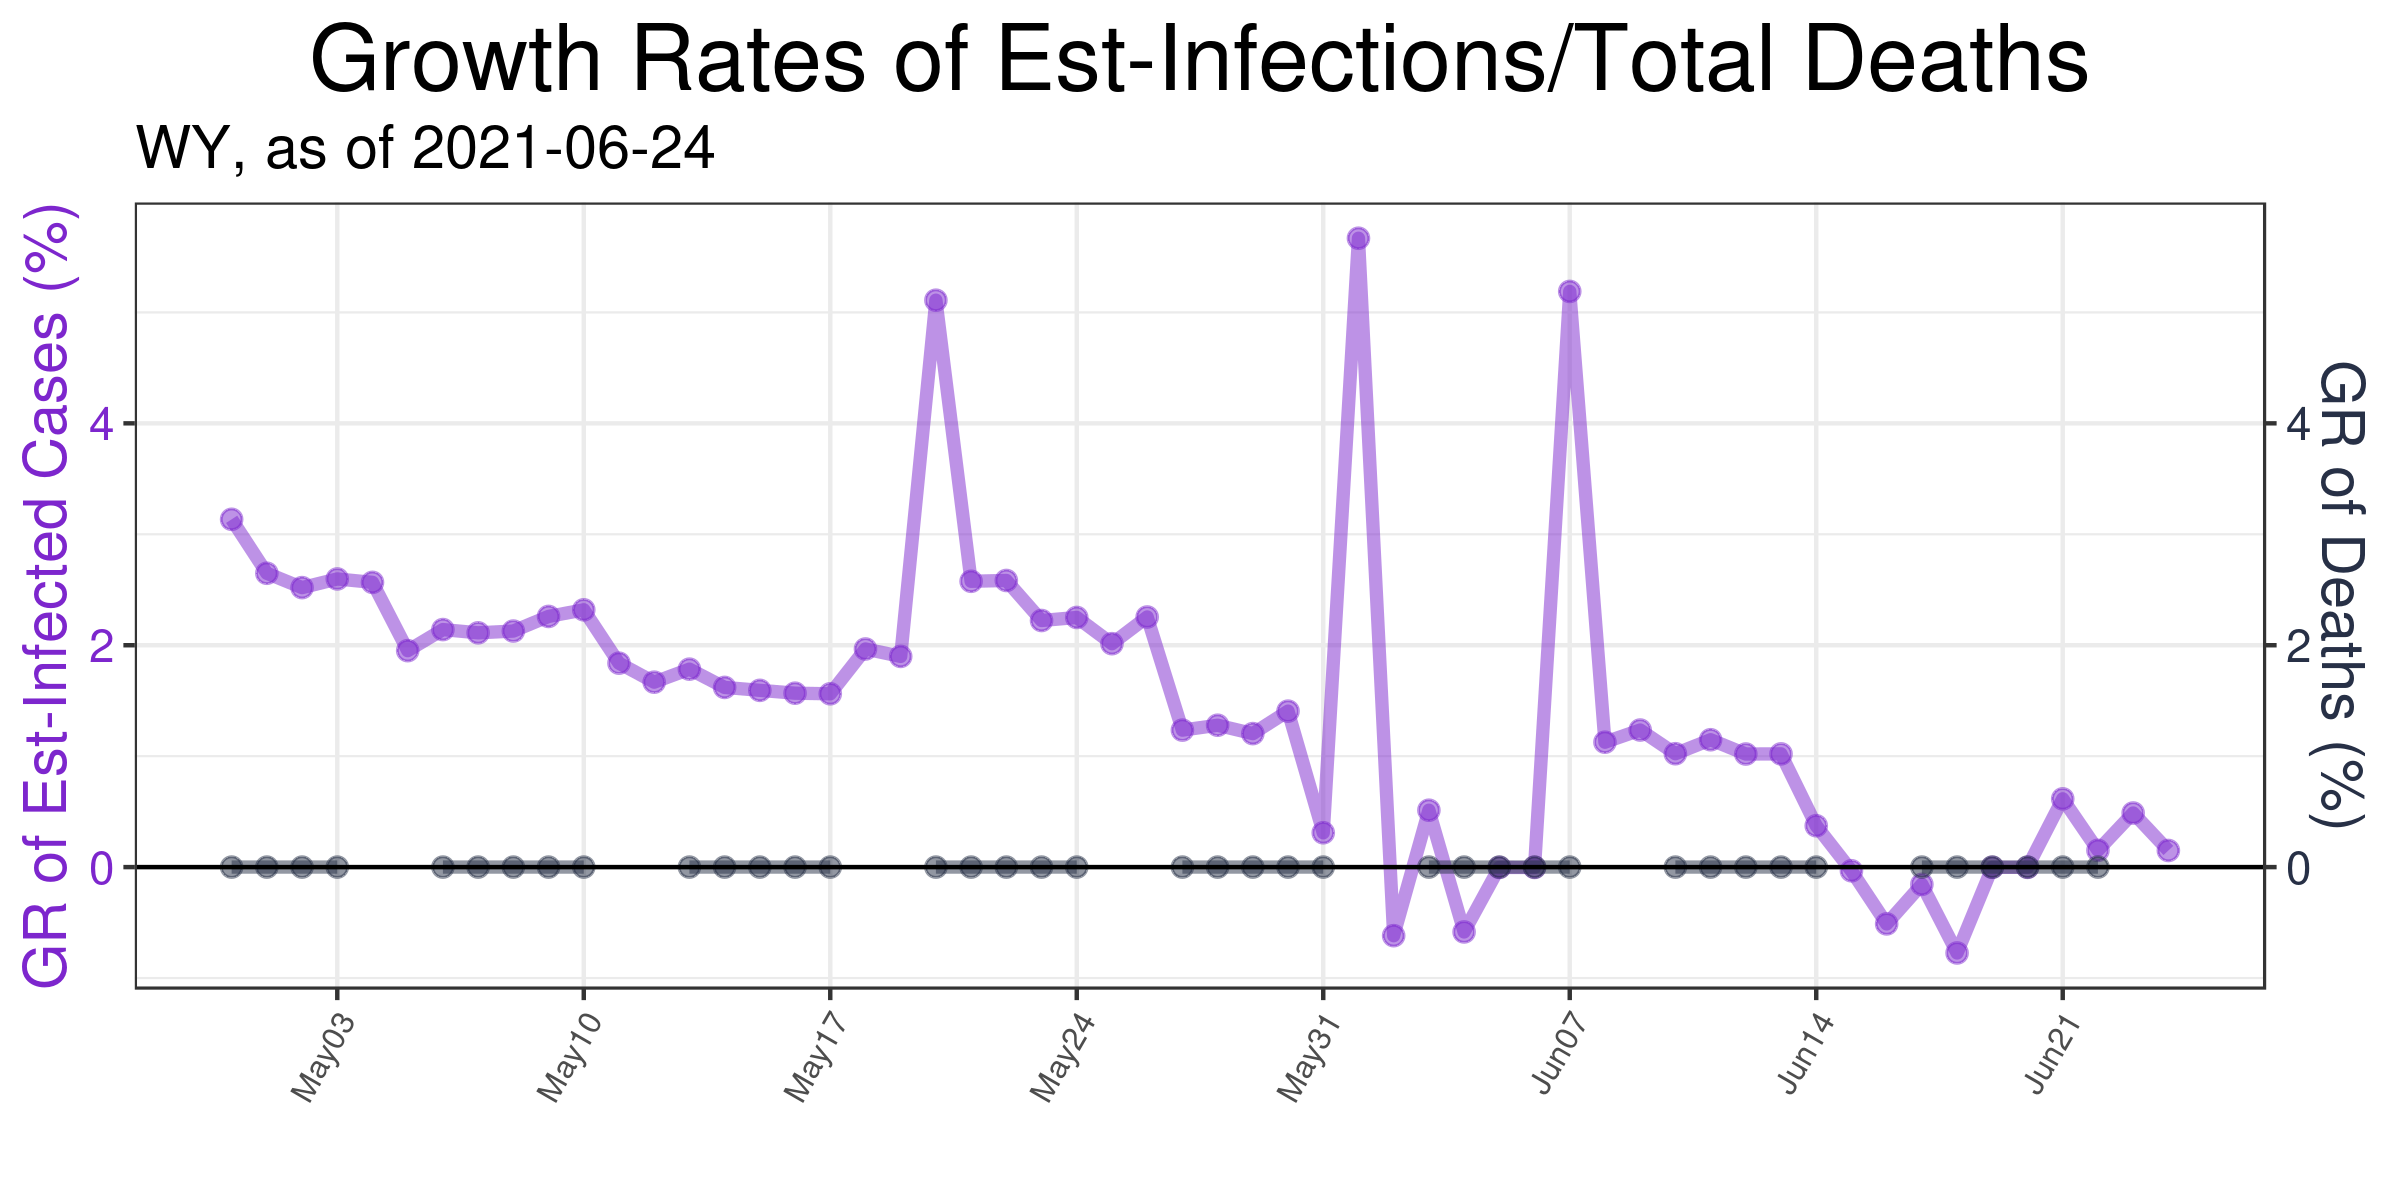 Growth Rates of Est-Infections/Total Deaths
WY, as of 2021-06-24
GR of Est-Infected Cases (%)
4
2
0
4
2
0
GR of Deaths (%)
May03
May10
May17
May24
May31
Jun07
Jun14
Jun21